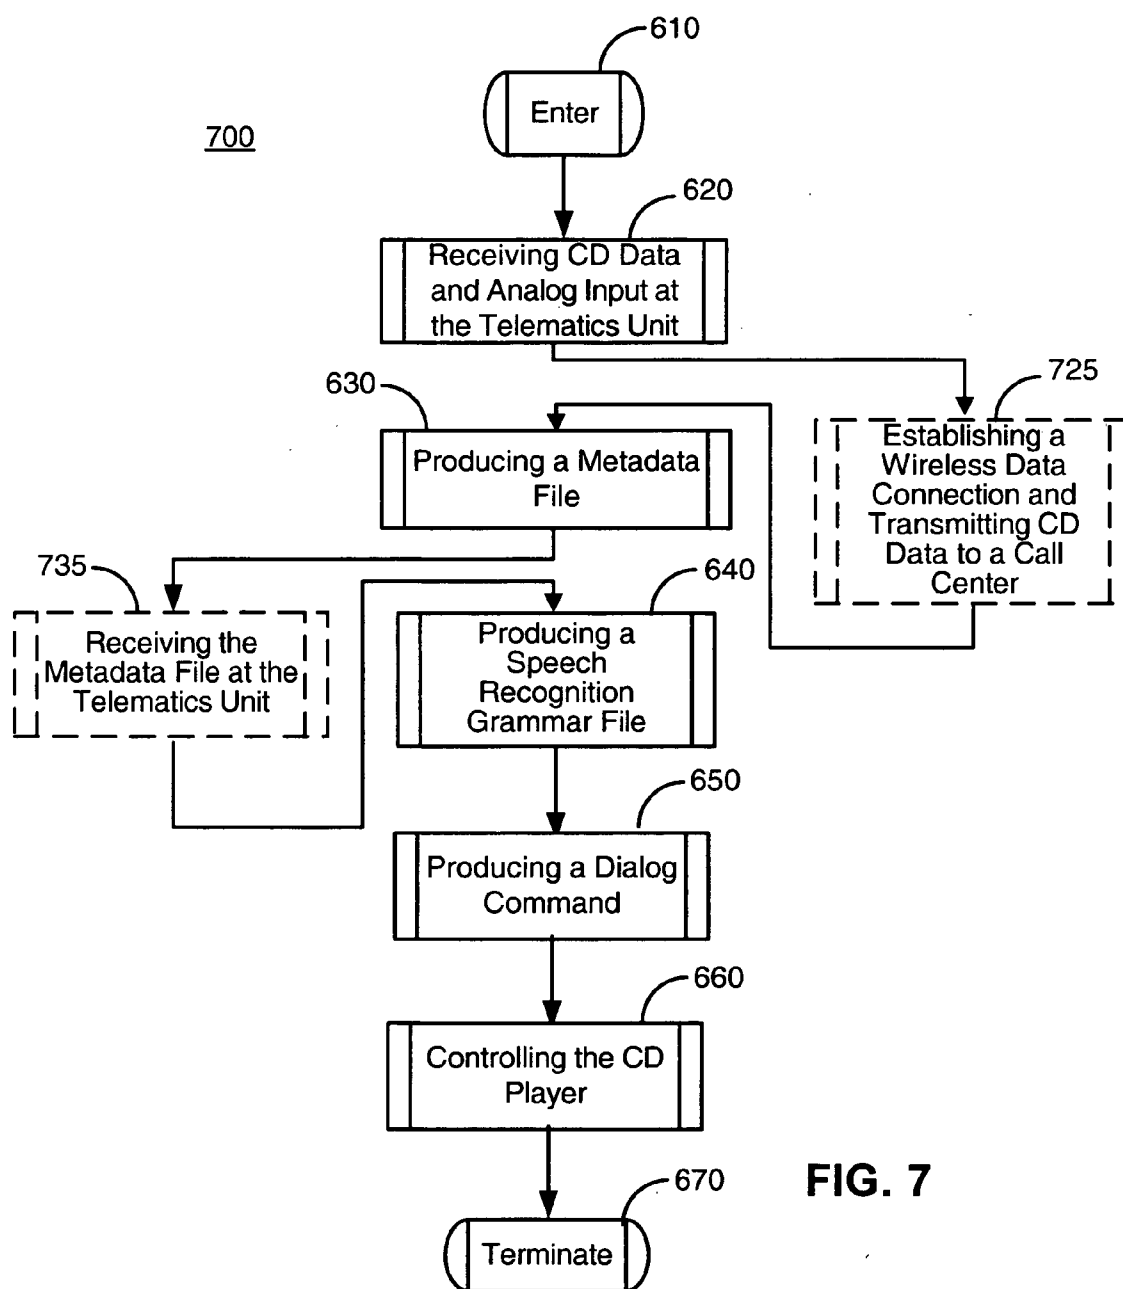 610
Enter
700
620
Receiving CD Data
and Analog Input at
the Telematics Unit
630
725
Producing a Metadata
File
Establishing a
Wireless Data
Connection and
Transmitting CD
Data to a Call
Center
735
640
Receiving the
Metadata File at the
Telematics Unit
Producing a
Speech
Recognition
Grammar File
650
Producing a Dialog
Command
660
Controlling the CD
Player
FIG. 7
670
Terminate